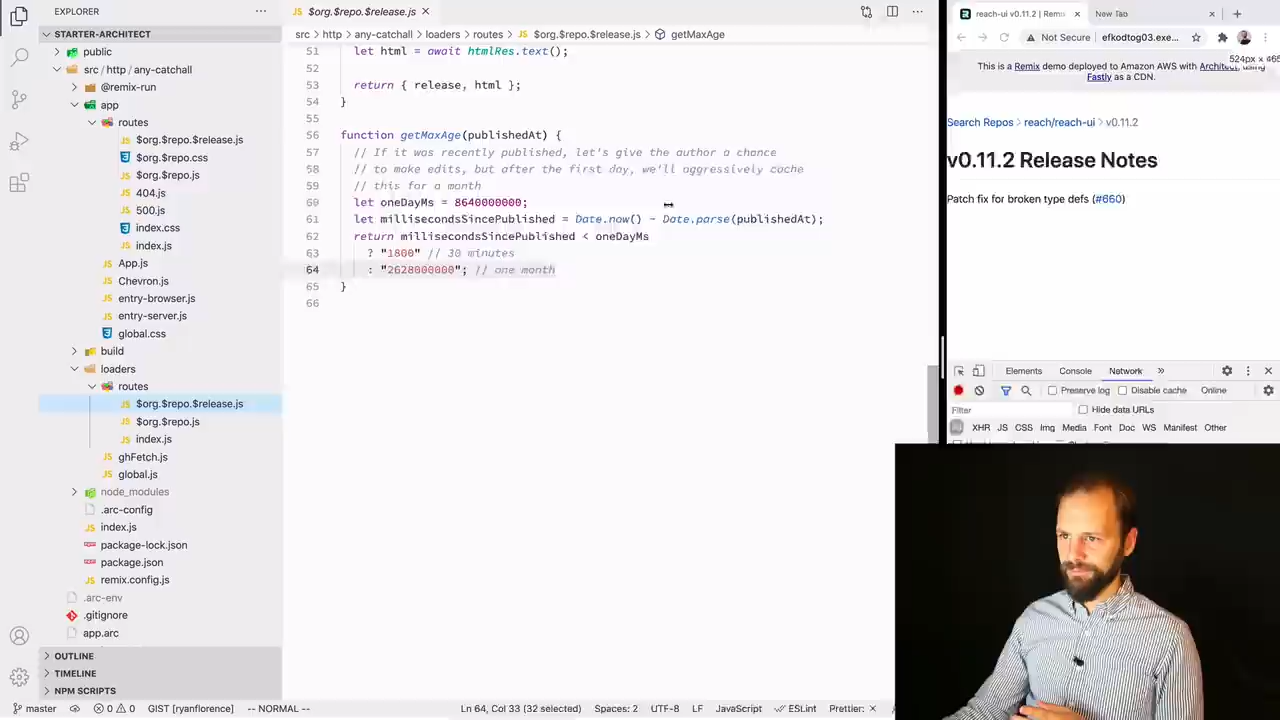 EXPLORER
STARTER-ARCHITECT
public
src / http / any-catchall
@remix-run
app
routes
$org.$repo.$release.js
$org.$repo.css
$org.$repo.js
404.js
500.js
index.css
index.js
App.js
Chevron.js
entry-browser.js
entry-server.js
global.css
build
loaders
routes
$org.$repo.$release.js
$org.$repo.js
index.js
ghFetch.js
global.js
node_modules
.arc-config
index.js
package-lock.json
package.json
remix.config.js
.arc-env
.gitignore
app.arc
OUTLINE
TIMELINE
NPM SCRIPTS
$org.$repo.$release.js
src > http > any-catchall > loaders > routes > $org.$repo.$release.js > getMaxAge
51 let html = await htmlRes.text();
52
53 return { release, html };
54 }
55
56 function getMaxAge(publishedAt) {
57 // If it was recently published, let's give the author a chance
58 // to make edits, but after the first day, we'll aggressively cache
59 // this for a month
60 let oneDayMs = 8640000000;
61 let millisecondsSincePublished = Date.now() - Date.parse(publishedAt);
62 return millisecondsSincePublished < oneDayMs
63 ? "1800" // 30 minutes
64 : "2628000000"; // one month
65 }
66
reach-ui v0.11.2 | Remi
New Tab
Not Secure
efkodtog03.exe...
524px × 465
This is a Remix demo deployed to Amazon AWS with Architect, using
Fastly as a CDN.
Search Repos > reach/reach-ui > v0.11.2
v0.11.2 Release Notes
Patch fix for broken type defs (#660)
Elements Console Network »
Preserve log Disable cache Online
Filter Hide data URLs
XHR JS CSS Img Media Font Doc WS Manifest Other
master 0 0 GIST [ryanflorence] -- NORMAL -- Ln 64, Col 33 (32 selected) Spaces: 2 UTF-8 LF JavaScript ESLint Prettier: ×